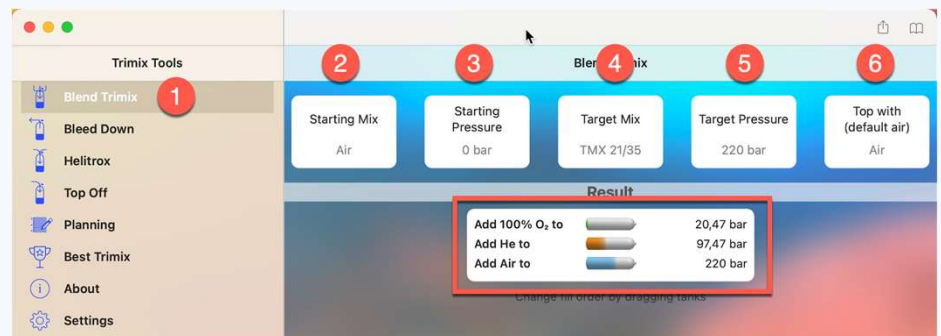 Trimix Tools
Blend Trimix
Bleed Down
Helitrox
Top Off
Planning
Best Trimix
About
Settings
1
2
3
4
5
6
Starting Mix
Air
Starting
Pressure
0 bar
Target Mix
TMX 21/35
Target Pressure
220 bar
Top with
(default air)
Air
Result
Add 100% O₂ to 20,47 bar
Add He to 97,47 bar
Add Air to 220 bar
Change fill order by dragging tanks